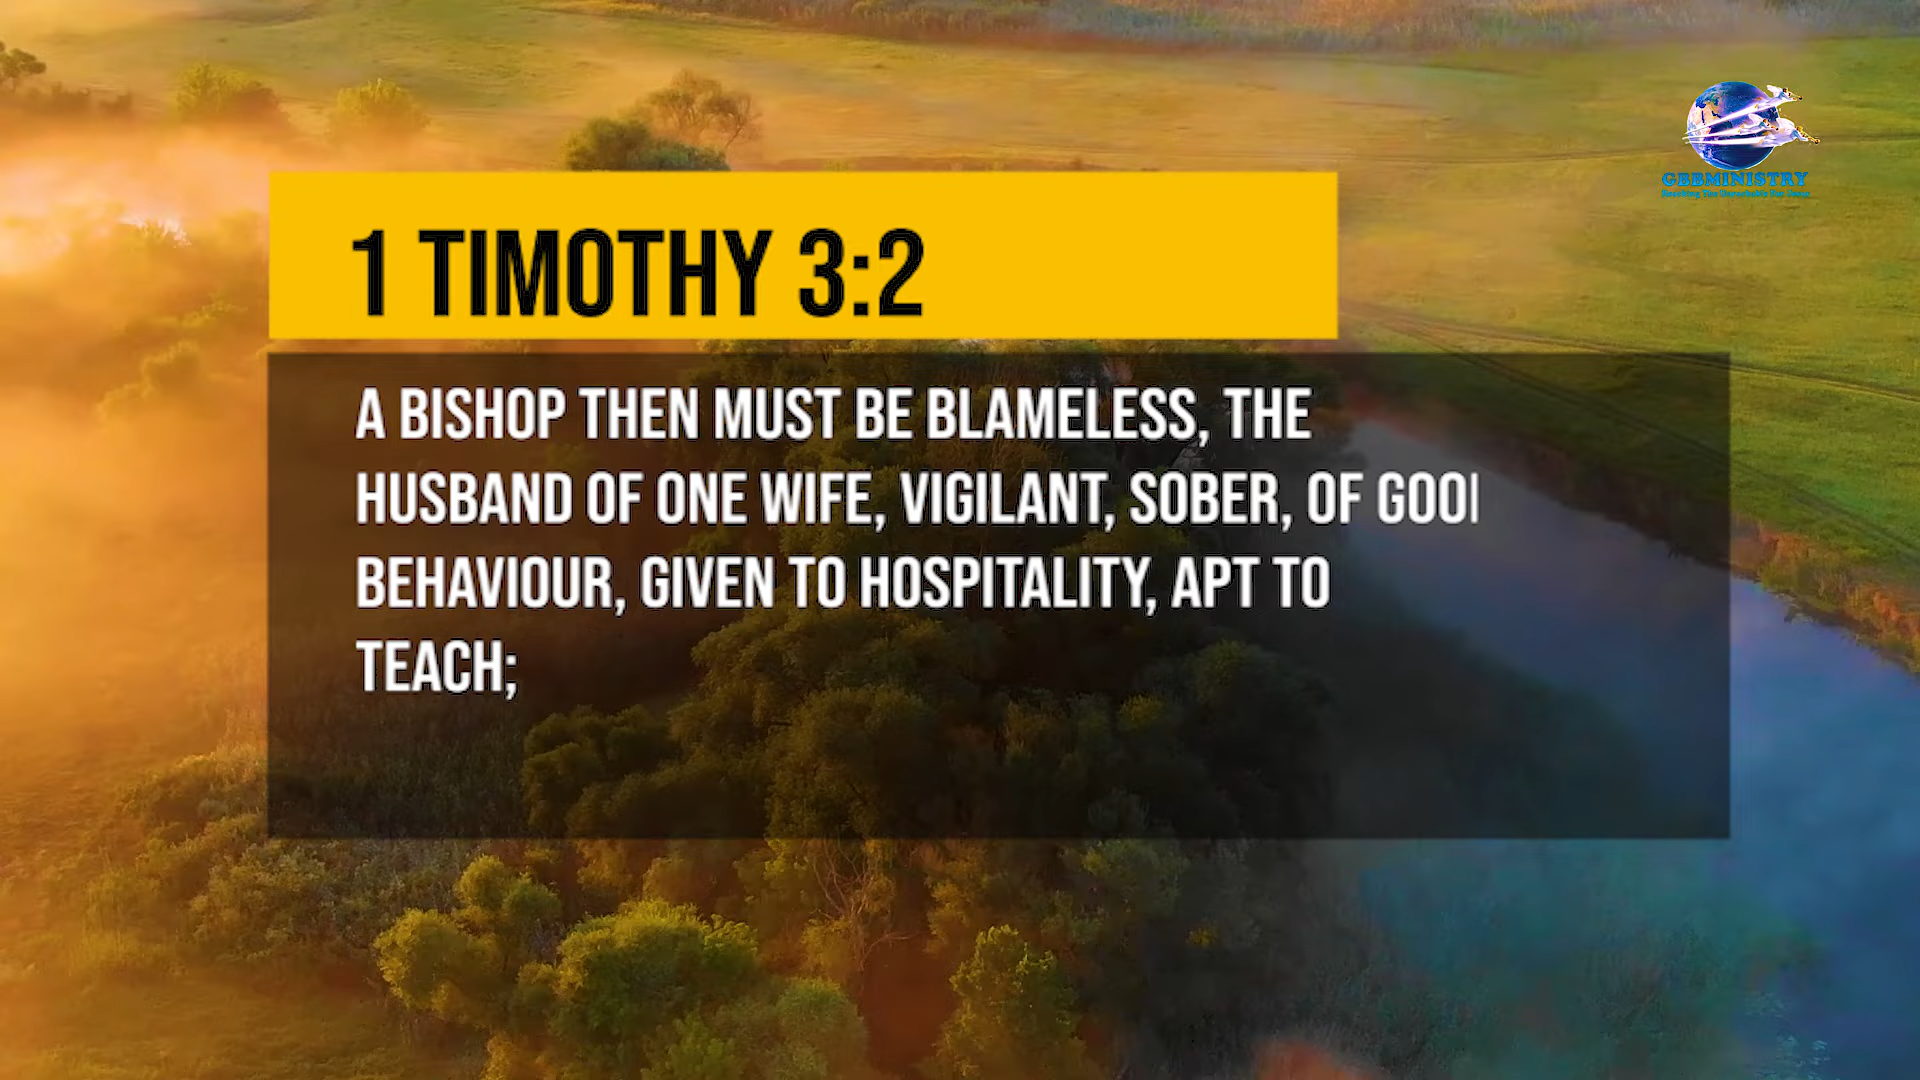 1 TIMOTHY 3:2
A BISHOP THEN MUST BE BLAMELESS, THE
HUSBAND OF ONE WIFE, VIGILANT, SOBER, OF GOO
BEHAVIOUR, GIVEN TO HOSPITALITY, APT TO
TEACH;
GBBMINISTRY